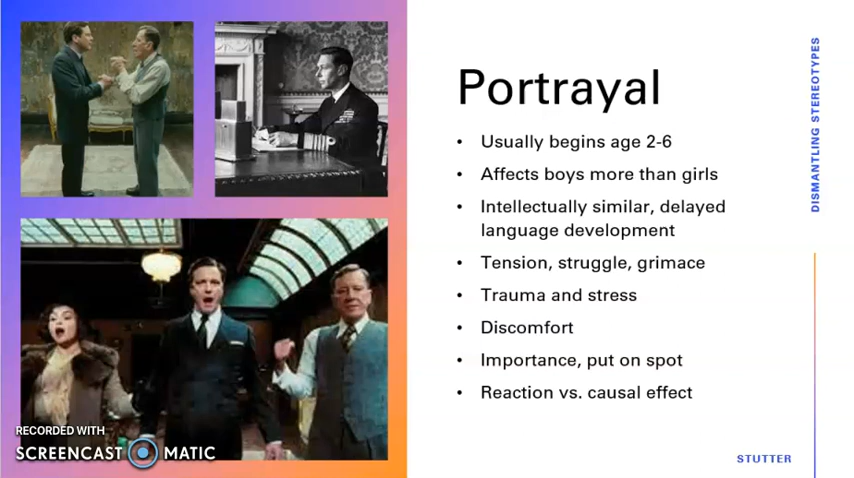 Portrayal
• Usually begins age 2-6
• Affects boys more than girls
• Intellectually similar, delayed
language development
• Tension, struggle, grimace
• Trauma and stress
• Discomfort
• Importance, put on spot
• Reaction vs. causal effect
DISMANTLING STEREOTYPES
STUTTER
RECORDED WITH
SCREENCAST MATIC